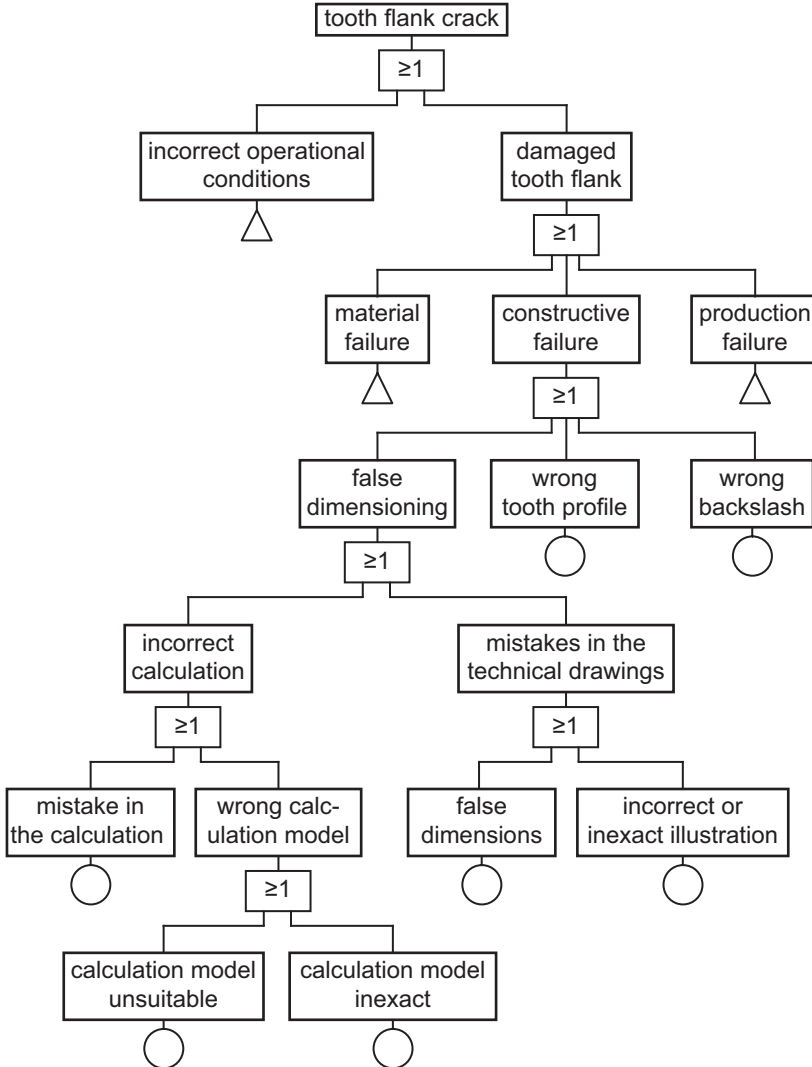 tooth flank crack
≥1
incorrect operational
conditions
damaged
tooth flank
≥1
material
failure
constructive
failure
production
failure
≥1
false
dimensioning
wrong
tooth profile
wrong
backslash
≥1
incorrect
calculation
mistakes in the
technical drawings
≥1
≥1
mistake in
the calculation
wrong calc-
ulation model
false
dimensions
incorrect or
inexact illustration
≥1
calculation model
unsuitable
calculation model
inexact